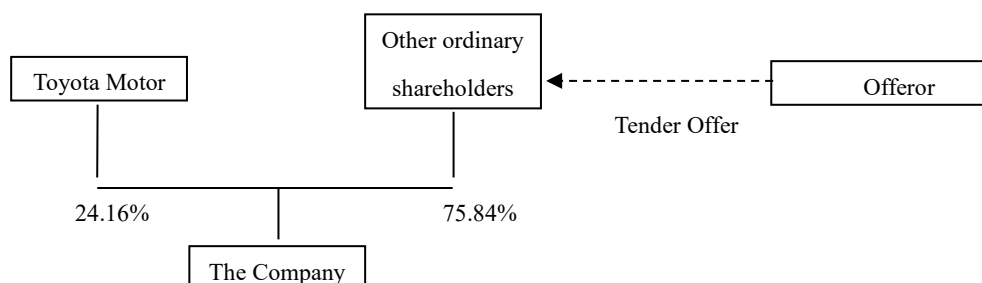 Other ordinary
shareholders
Toyota Motor
Offeror
Tender Offer
24.16%
75.84%
The Company